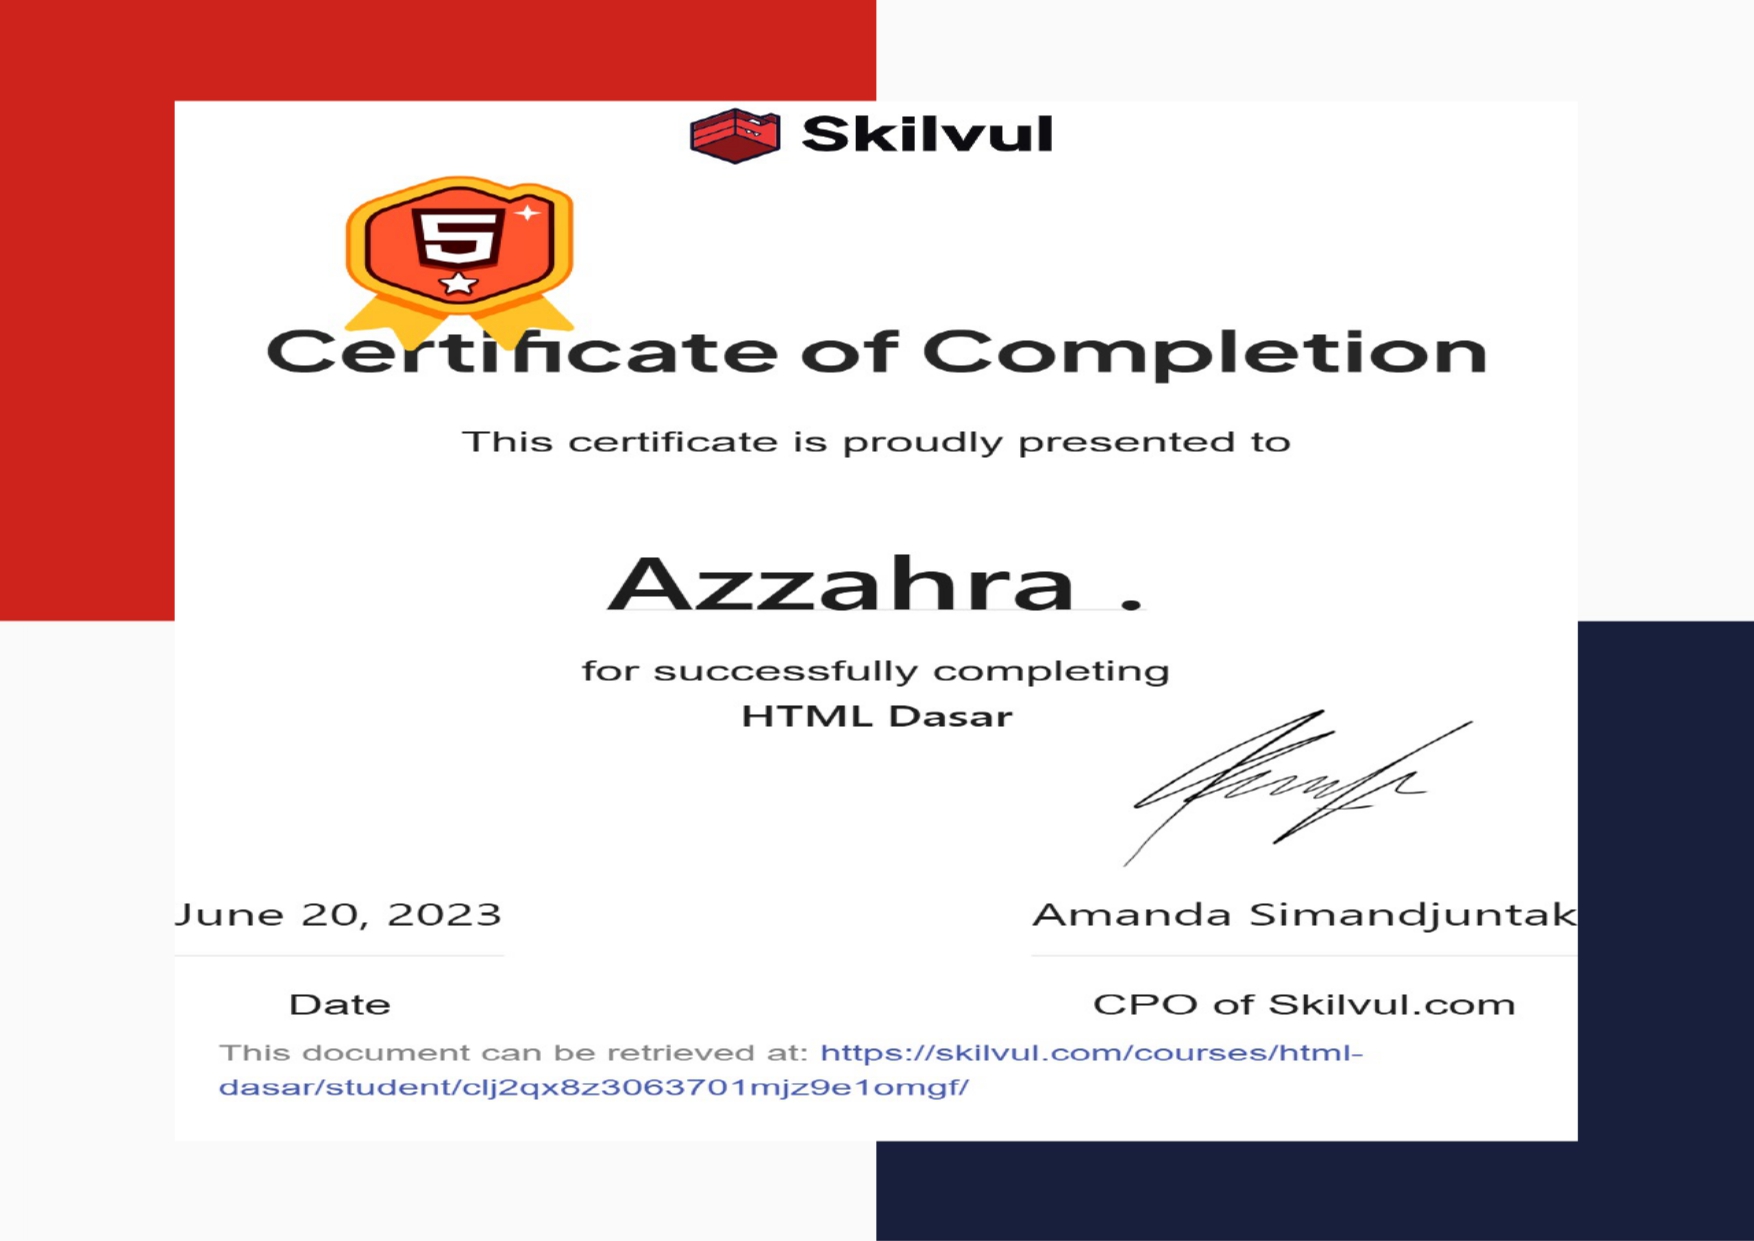 Skilvul
5
Certificate of Completion
This certificate is proudly presented to
Azzahra .
for successfully completing
HTML Dasar
June 20, 2023
Amanda Simandjuntak
Date
CPO of Skilvul.com
This document can be retrieved at: https://skilvul.com/courses/html-
dasar/student/clj2qx8z3063701mjz9e1omgf/